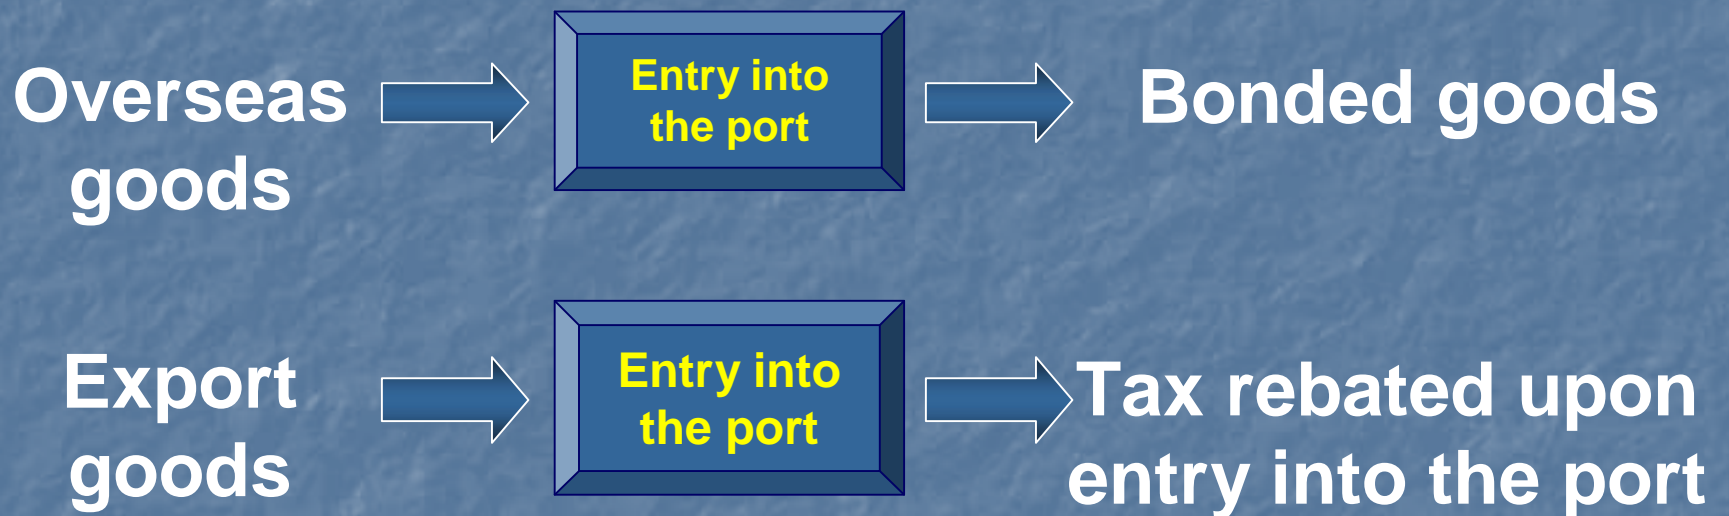 Overseas
goods
Entry into
the port
Bonded goods
Export
goods
Entry into
the port
Tax rebated upon
entry into the port